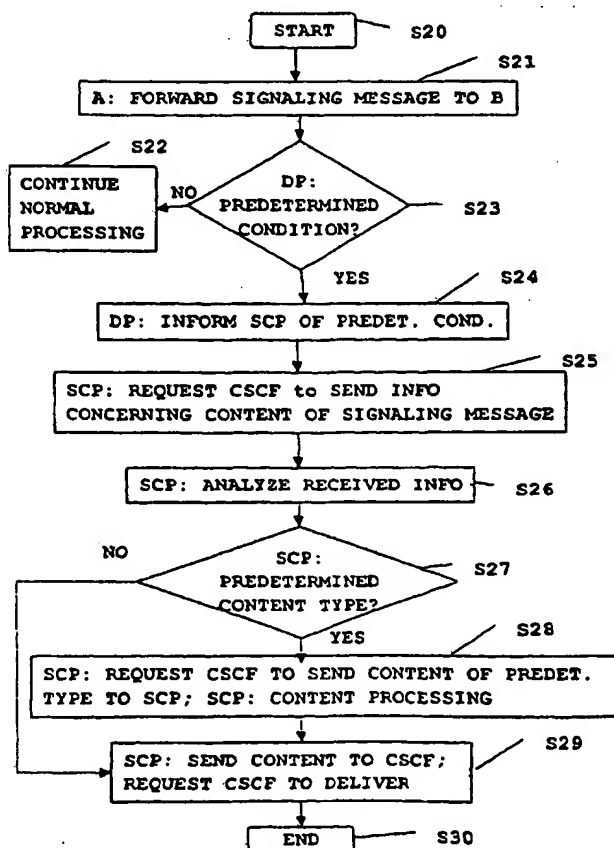 START
S20
S21
A: FORWARD SIGNALING MESSAGE TO B
S22
CONTINUE
NORMAL
PROCESSING
NO
DP:
PREDETERMINED
CONDITION?
S23
YES
S24
DP: INFORM SCP OF PREDET. COND.
S25
SCP: REQUEST CSCF to SEND INFO
CONCERNING CONTENT OF SIGNALING MESSAGE
SCP: ANALYZE RECEIVED INFO
S26
NO
SCP:
PREDETERMINED
CONTENT TYPE?
S27
YES
S28
SCP: REQUEST CSCF TO SEND CONTENT OF PREDET.
TYPE TO SCP; SCP: CONTENT PROCESSING
S29
SCP: SEND CONTENT TO CSCF;
REQUEST CSCF TO DELIVER
END
S30